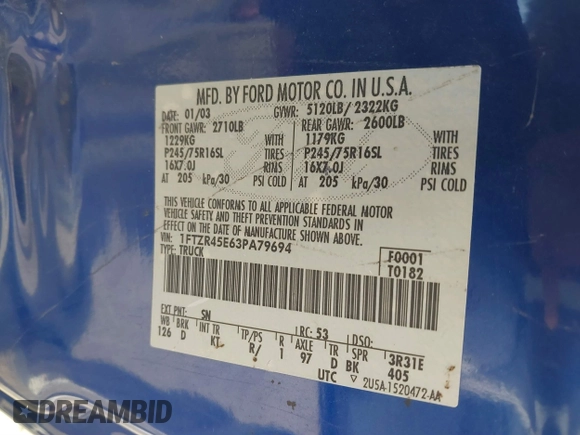 MFD. BY FORD MOTOR CO. IN U.S.A.
DATE: 01/03 GVWR: 5120LB/ 2322KG
FRONT GAWR: 2710LB REAR GAWR: 2600LB
1229KG WITH 1179KG WITH
P245/75R16SL TIRES P245/75R16SL TIRES
16X7.0J RIMS 16X7.0J RIMS
AT 205 kPa/30 PSI COLD AT 205 kPa/30 PSI COLD
THIS VEHICLE CONFORMS TO ALL APPLICABLE FEDERAL MOTOR
VEHICLE SAFETY AND THEFT PREVENTION STANDARDS IN
EFFECT ON THE DATE OF MANUFACTURE SHOWN ABOVE.
VIN: 1FTZR45E63PA79694 F0001
TYPE: TRUCK T0182
EXT PNT: SN RC: 53 DSO:
WB BRK INT TR TP/PS R AXLE TR SPR 3R31E
126 D KT R/ 1 97 D BK 405
UTC ▽ 2U5A-1520472-AA
DREAMBID